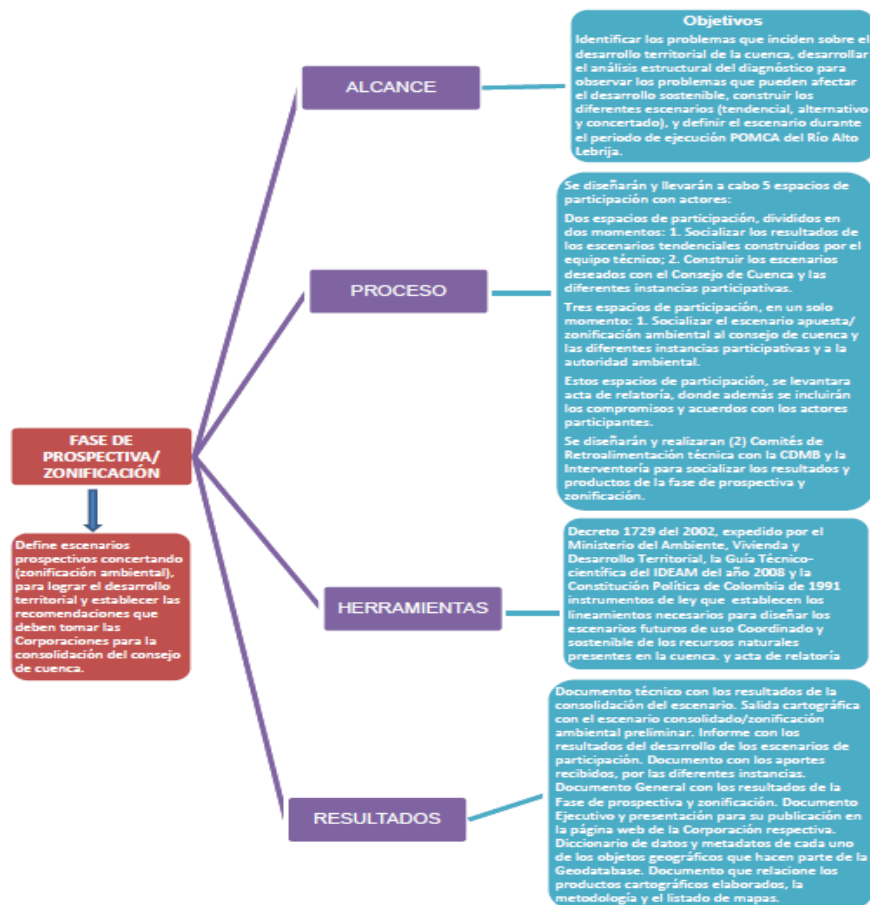 FASE DE
PROSPECTIVA/
ZONIFICACIÓN
Define escenarios
prospectivos concertando
(zonificación ambiental),
para lograr el desarrollo
territorial y establecer las
recomendaciones que
deben tomar las
Corporaciones para la
consolidación del consejo
de cuenca.
ALCANCE
Objetivos
Identificar los problemas que inciden sobre el
desarrollo territorial de la cuenca, desarrollar
el análisis estructural del diagnóstico para
observar los problemas que pueden afectar
el desarrollo sostenible, construir los
diferentes escenarios (tendencial, alternativo
y concertado), y definir el escenario durante
el periodo de ejecución POMCA del Río Alto
Lebrija.
PROCESO
Se diseñarán y llevarán a cabo 5 espacios de
participación con actores:
Dos espacios de participación, divididos en
dos momentos: 1. Socializar los resultados de
los escenarios tendenciales construidos por el
equipo técnico; 2. Construir los escenarios
deseados con el Consejo de Cuenca y las
diferentes instancias participativas.
Tres espacios de participación, en un solo
momento: 1. Socializar el escenario apuesta/
zonificación ambiental al consejo de cuenca y
las diferentes instancias participativas y a la
autoridad ambiental.
Estos espacios de participación, se levantara
acta de relatoría, donde además se incluirán
los compromisos y acuerdos con los actores
participantes.
Se diseñarán y realizaran (2) Comités de
Retroalimentación técnica con la CDMB y la
Interventoría para socializar los resultados y
productos de la fase de prospectiva y
zonificación.
HERRAMIENTAS
Decreto 1729 del 2002, expedido por el
Ministerio del Ambiente, Vivienda y
Desarrollo Territorial, la Guía Técnico-
científica del IDEAM del año 2008 y la
Constitución Política de Colombia de 1991
instrumentos de ley que establecen los
lineamientos necesarios para diseñar los
escenarios futuros de uso Coordinado y
sostenible de los recursos naturales
presentes en la cuenca. y acta de relatoría
RESULTADOS
Documento técnico con los resultados de la
consolidación del escenario. Salida cartográfica
con el escenario consolidado/zonificación
ambiental preliminar. Informe con los
resultados del desarrollo de los escenarios de
participación. Documento con los aportes
recibidos, por las diferentes instancias.
Documento General con los resultados de la
Fase de prospectiva y zonificación. Documento
Ejecutivo y presentación para su publicación en
la página web de la Corporación respectiva.
Diccionario de datos y metadatos de cada uno
de los objetos geográficos que hacen parte de la
Geodatabase. Documento que relacione los
productos cartográficos elaborados, la
metodología y el listado de mapas.